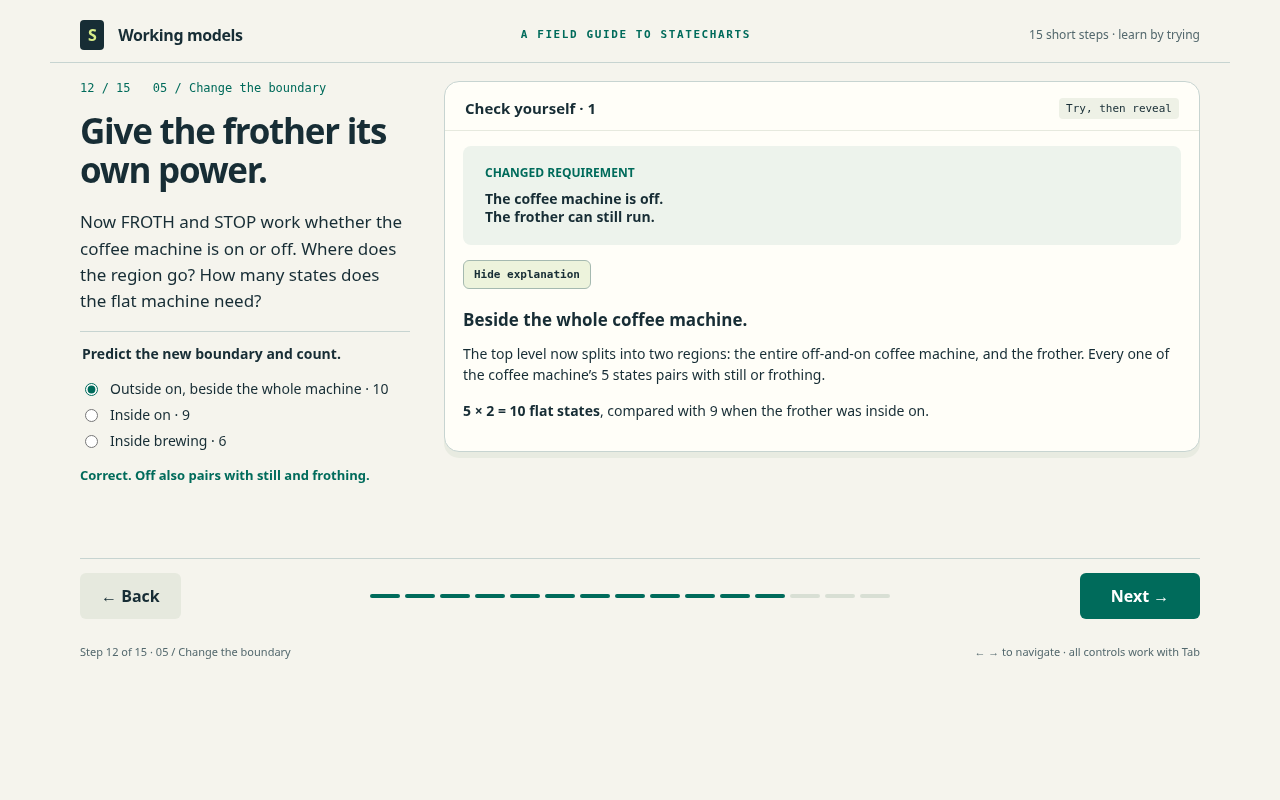 S Working models
A FIELD GUIDE TO STATECHARTS
15 short steps · learn by trying
12 / 15 05 / Change the boundary
Give the frother its
own power.
Now FROTH and STOP work whether the
coffee machine is on or off. Where does
the region go? How many states does
the flat machine need?
Predict the new boundary and count.
Outside on, beside the whole machine · 10
Inside on · 9
Inside brewing · 6
Correct. Off also pairs with still and frothing.
Check yourself · 1
Try, then reveal
CHANGED REQUIREMENT
The coffee machine is off.
The frother can still run.
Hide explanation
Beside the whole coffee machine.
The top level now splits into two regions: the entire off-and-on coffee machine, and the frother. Every one of
the coffee machine’s 5 states pairs with still or frothing.
5 × 2 = 10 flat states, compared with 9 when the frother was inside on.
← Back
Next →
Step 12 of 15 · 05 / Change the boundary
← → to navigate · all controls work with Tab